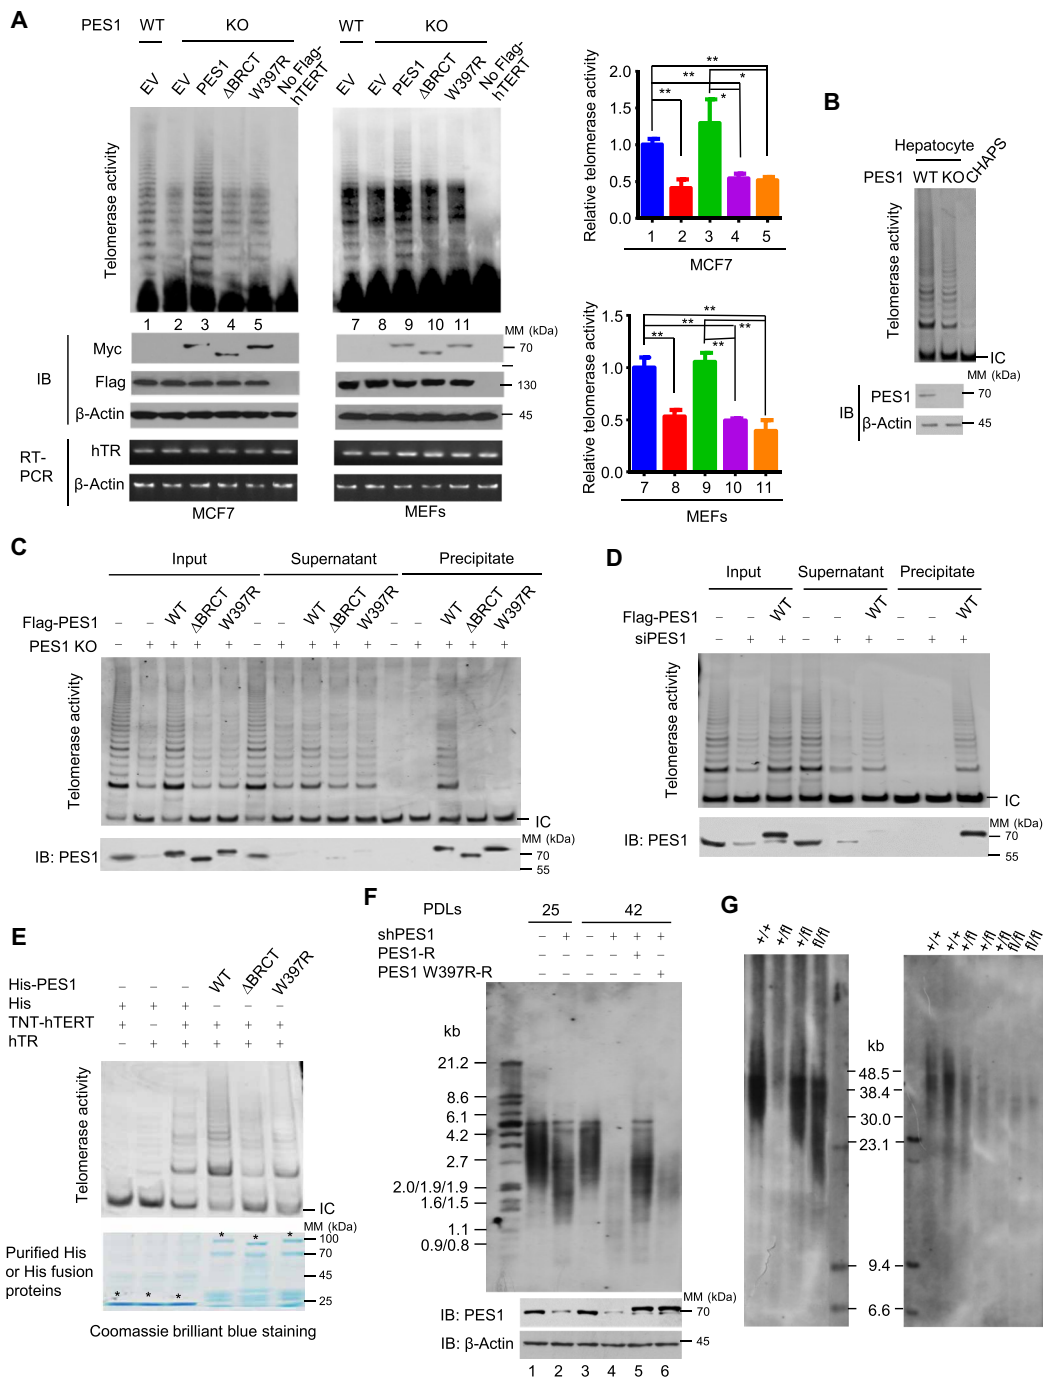 A
PES1 WT KO WT KO
EV EV PES1 ΔBRCT W397R No Flag-hTERT
EV EV PES1 ΔBRCT W397R No Flag-hTERT
Telomerase activity
1 2 3 4 5 7 8 9 10 11
MM (kDa)
IB
Myc 70
Flag 130
β-Actin 45
RT-PCR
hTR
β-Actin
MCF7 MEFs
Relative telomerase activity
2.0
1.5
1.0
0.5
0.0
** ** ** * *
1 2 3 4 5
MCF7
Relative telomerase activity
1.5
1.0
0.5
0.0
** ** ** ** **
7 8 9 10 11
MEFs
B
Hepatocyte
PES1 WT KO CHAPS
Telomerase activity
IC
MM (kDa)
IB
PES1 70
β-Actin 45
C
Input Supernatant Precipitate
Flag-PES1 – – WT ΔBRCT W397R – – WT ΔBRCT W397R – – WT ΔBRCT W397R
PES1 KO – + + + + – + + + + – + + + +
Telomerase activity
IC
MM (kDa)
IB: PES1
70
55
D
Input Supernatant Precipitate
Flag-PES1 – – WT – – WT – – WT
siPES1 – + + – + + – + +
Telomerase activity
IC
MM (kDa)
IB: PES1
70
55
E
His-PES1 – – – WT ΔBRCT W397R
His + + + – – –
TNT-hTERT + – + + + +
hTR – + + + + +
Telomerase activity
IC
MM (kDa)
Purified His or His fusion proteins
* * * * * *
100
70
45
25
Coomassie brilliant blue staining
F
PDLs 25 42
shPES1 – + – + + +
PES1-R – – – – + –
PES1 W397R-R – – – – – +
kb
21.2
8.6
6.1
4.2
2.7
2.0/1.9/1.9
1.6/1.5
1.1
0.9/0.8
MM (kDa)
IB: PES1 70
IB: β-Actin 45
1 2 3 4 5 6
G
+/+ +/fl +/fl fl/fl
+/+ +/+ +/fl +/fl +/fl fl/fl fl/fl
kb
48.5
38.4
30.0
23.1
9.4
6.6